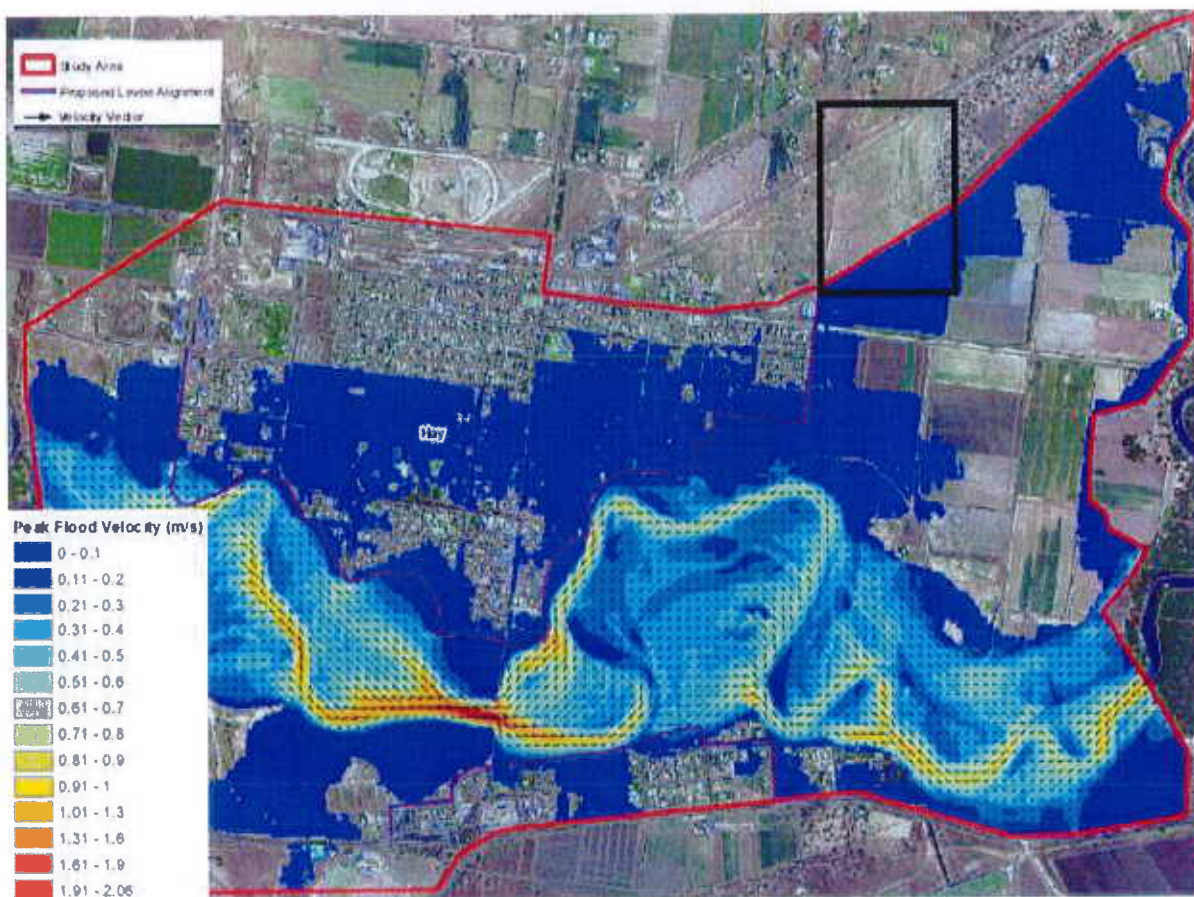 Study Area
Proposed Levee Alignment
Velocity Vector
Hay
Peak Flood Velocity (m/s)
0 - 0.1
0.11 - 0.2
0.21 - 0.3
0.31 - 0.4
0.41 - 0.5
0.51 - 0.6
0.61 - 0.7
0.71 - 0.8
0.81 - 0.9
0.91 - 1
1.01 - 1.3
1.31 - 1.6
1.61 - 1.9
1.91 - 2.06